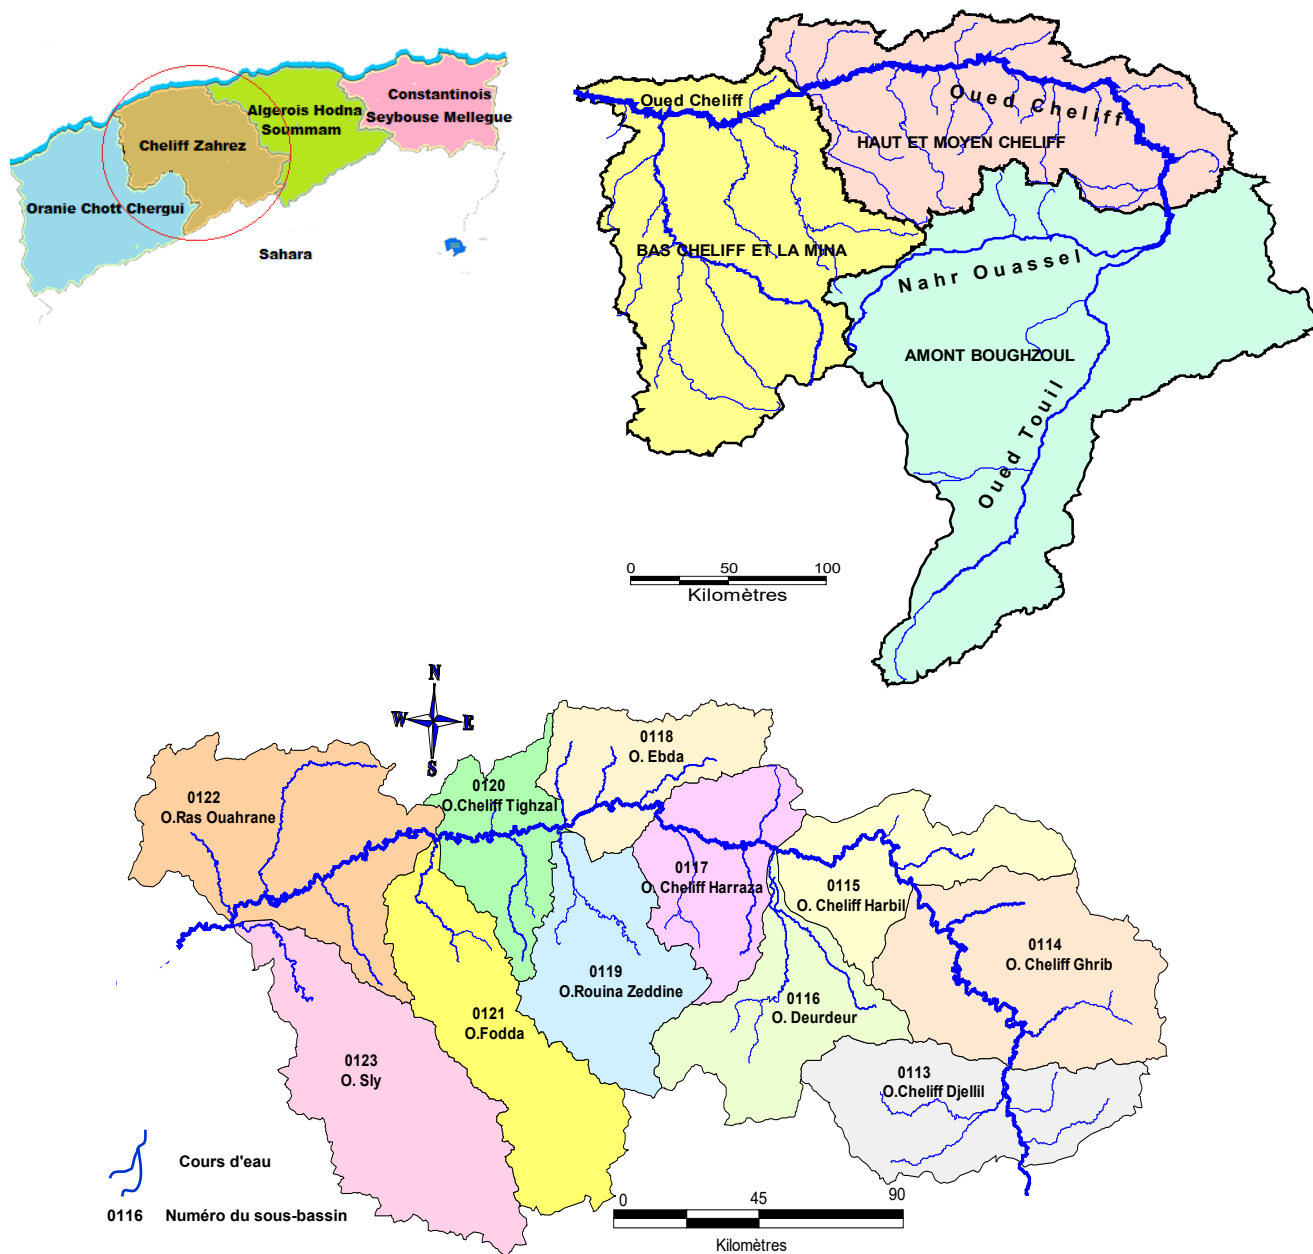 Constantinois
Seybouse Mellegue
Algerois Hodna
Soummam
Cheliff Zahrez
Oranie Chott Chergui
Sahara
Oued Cheliff
Oued Cheliff
HAUT ET MOYEN CHELIFF
BAS CHELIFF ET LA MINA
Nahr Ouassel
AMONT BOUGHZOUL
Oued Touil
0 50 100
Kilomètres
N
W E
S
0118
O. Ebda
0120
O.Cheliff Tighzal
0122
O.Ras Ouahrane
0117
O. Cheliff Harraza
0115
O. Cheliff Harbil
0114
O. Cheliff Ghrib
0119
O.Rouina Zeddine
0116
O. Deurdeur
0121
O.Fodda
0123
O. Sly
0113
O.Cheliff Djellil
Cours d'eau
0116 Numéro du sous-bassin
0 45 90
Kilomètres